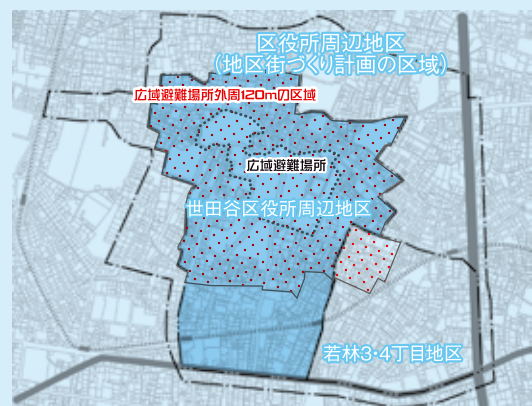 区役所周辺地区
(地区街づくり計画の区域)
広域避難場所外周120mの区域
広域避難場所
世田谷区役所周辺地区
若林3・4丁目地区